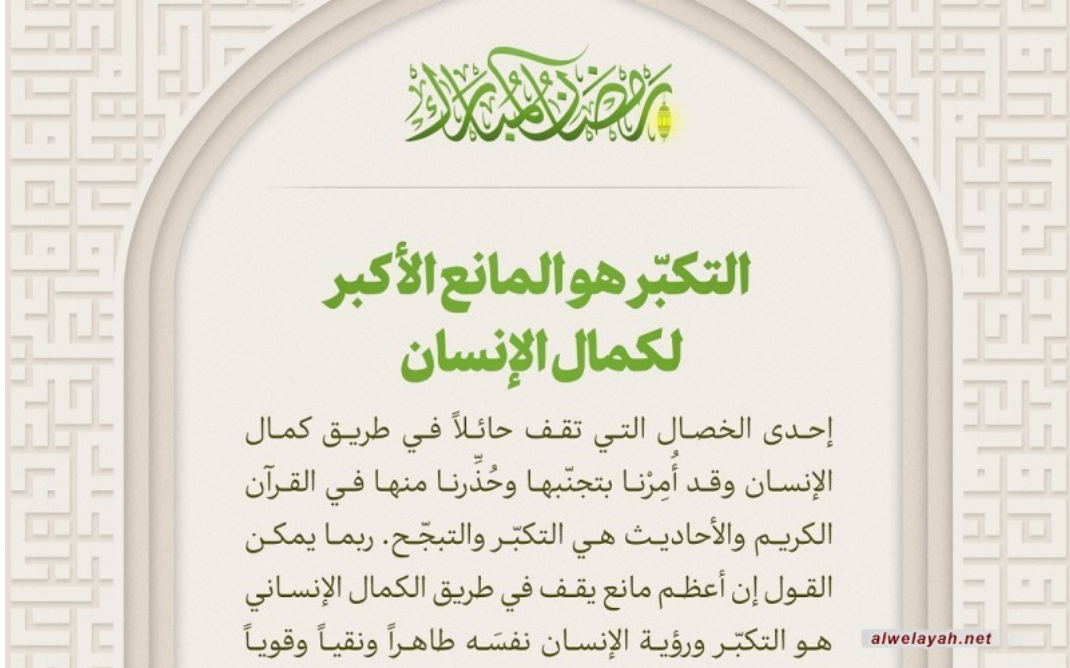 رمضان المبارك
التكبّر هو المانع الأكبر
لكمال الإنسان
إحدى الخصال التي تقف حائلاً في طريق كمال
الإنسان وقد أُمِرْنا بتجنّبها وحُذِّرنا منها في القرآن
الكريم والأحاديث هي التكبّر والتبجّح. ربما يمكن
القول إن أعظم مانع يقف في طريق الكمال الإنساني
هو التكبّر ورؤية الإنسان نفسَه طاهراً ونقياً وقوياً
alwelayah.net